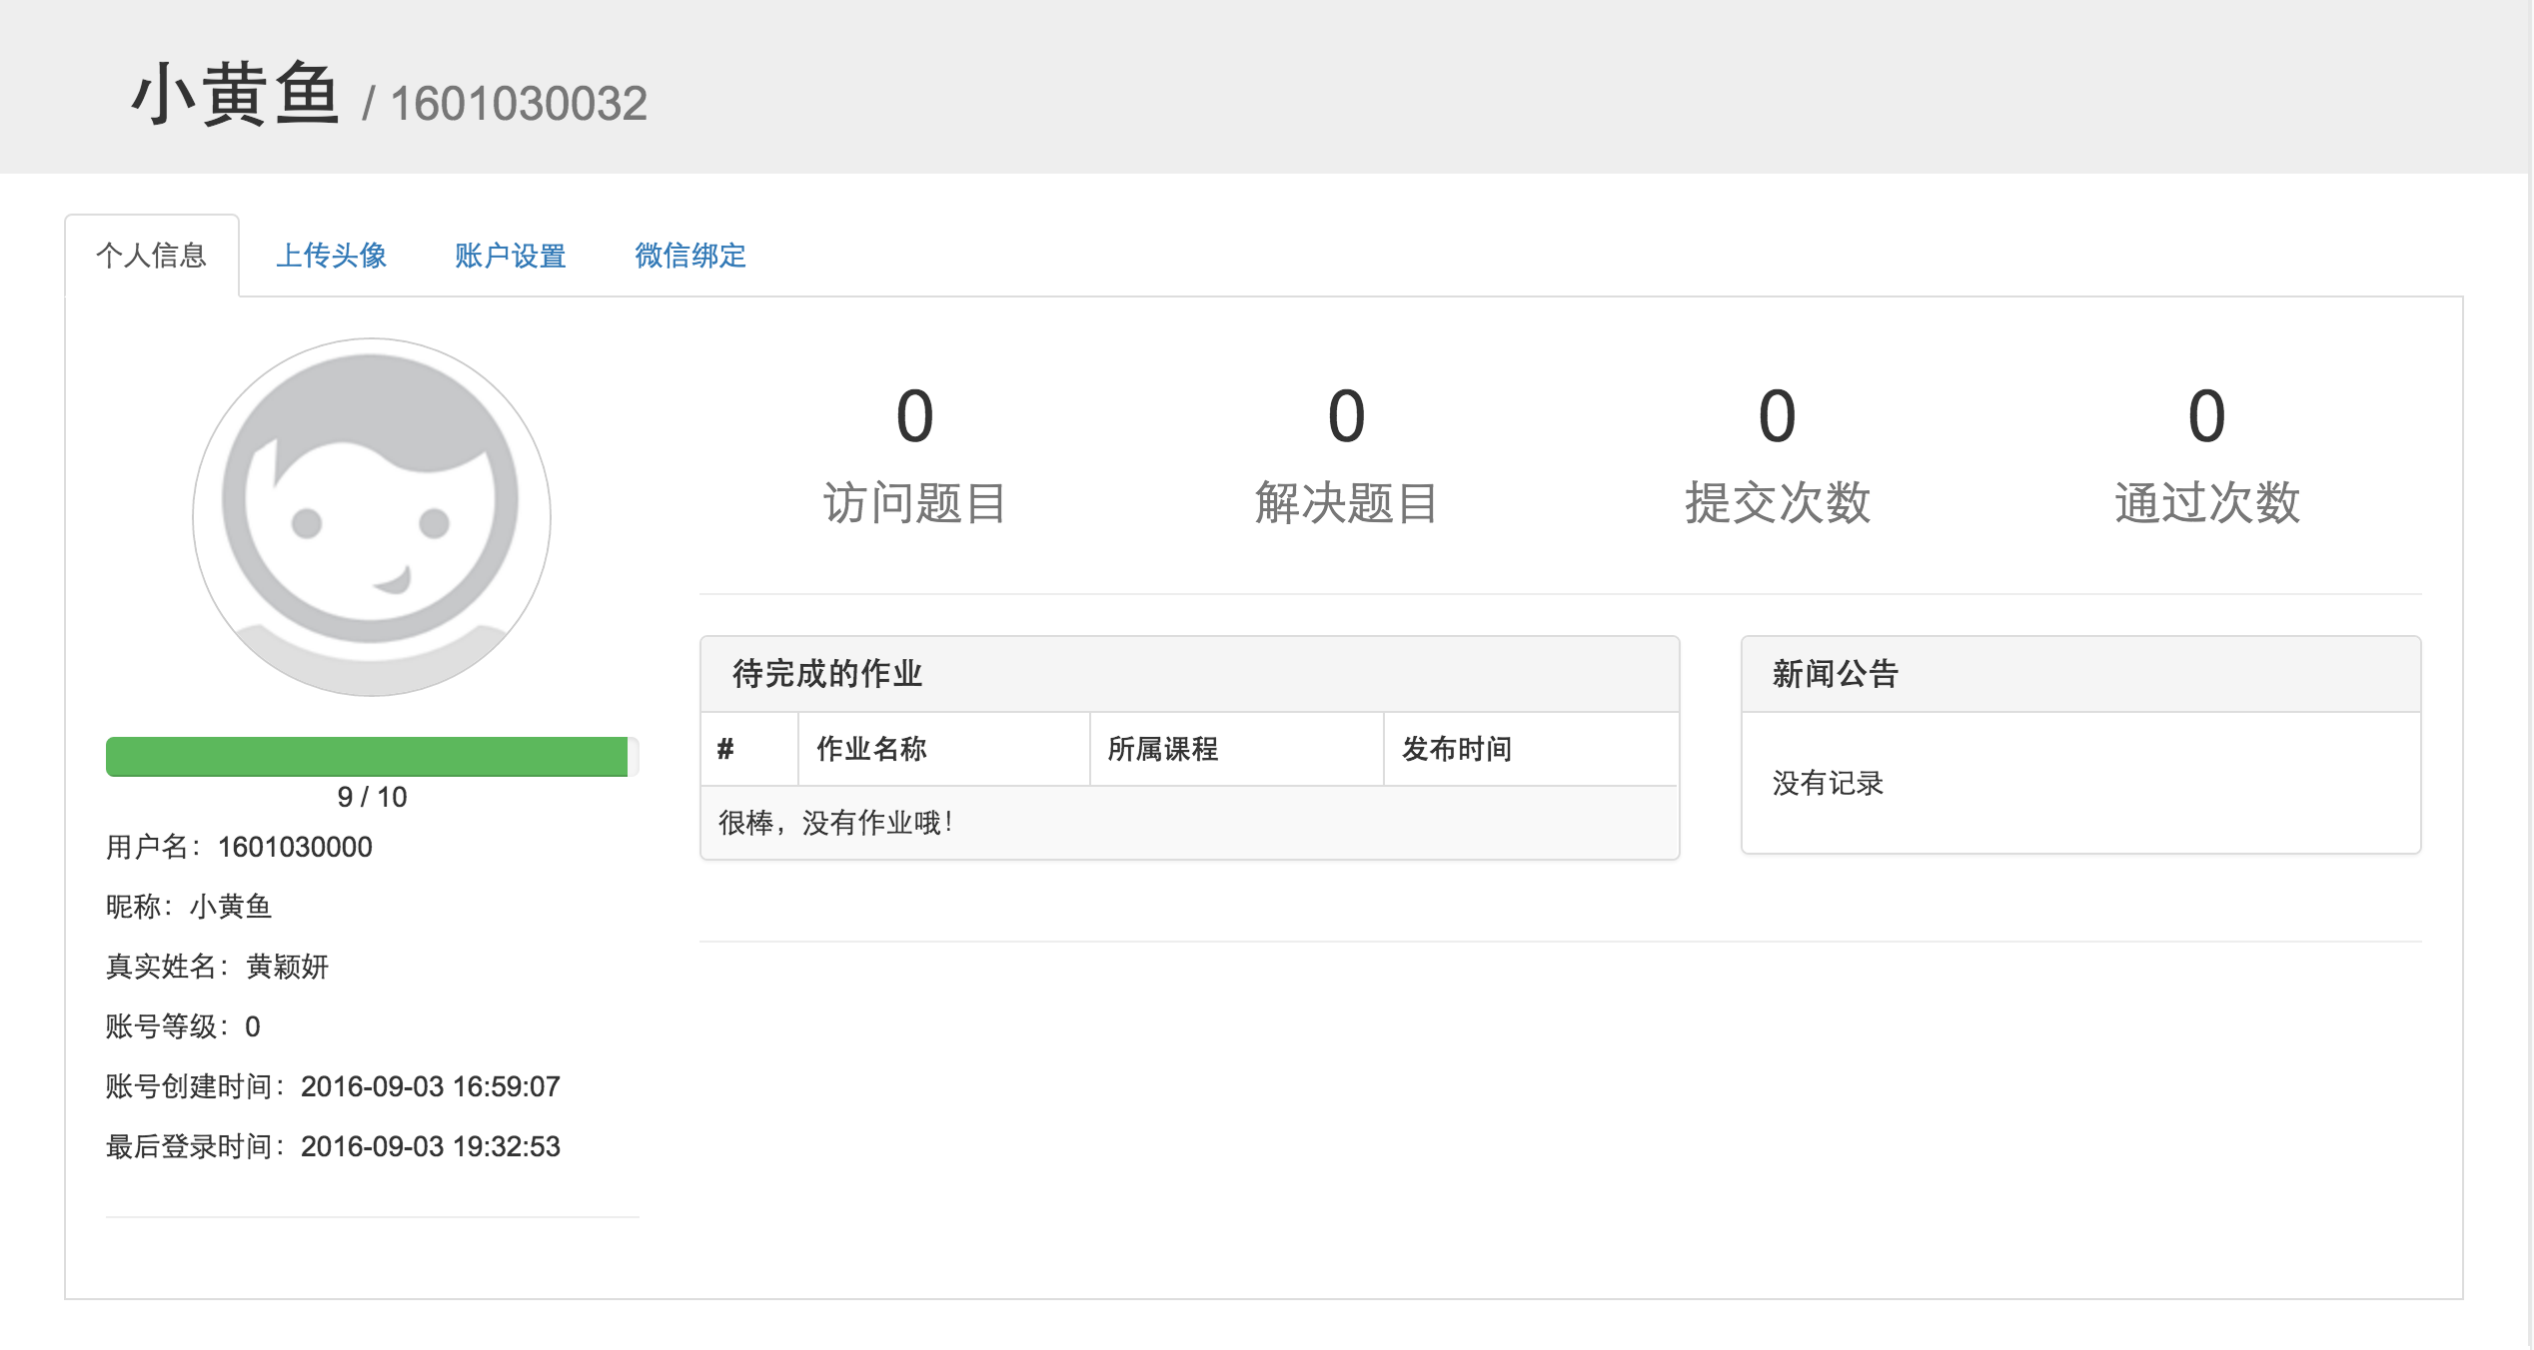 小黄鱼 / 1601030032
个人信息 上传头像 账户设置 微信绑定
0 0 0 0
访问题目 解决题目 提交次数 通过次数
9 / 10
用户名：1601030000
昵称：小黄鱼
真实姓名：黄颖妍
账号等级：0
账号创建时间：2016-09-03 16:59:07
最后登录时间：2016-09-03 19:32:53
待完成的作业
# 作业名称 所属课程 发布时间
很棒，没有作业哦！
新闻公告
没有记录